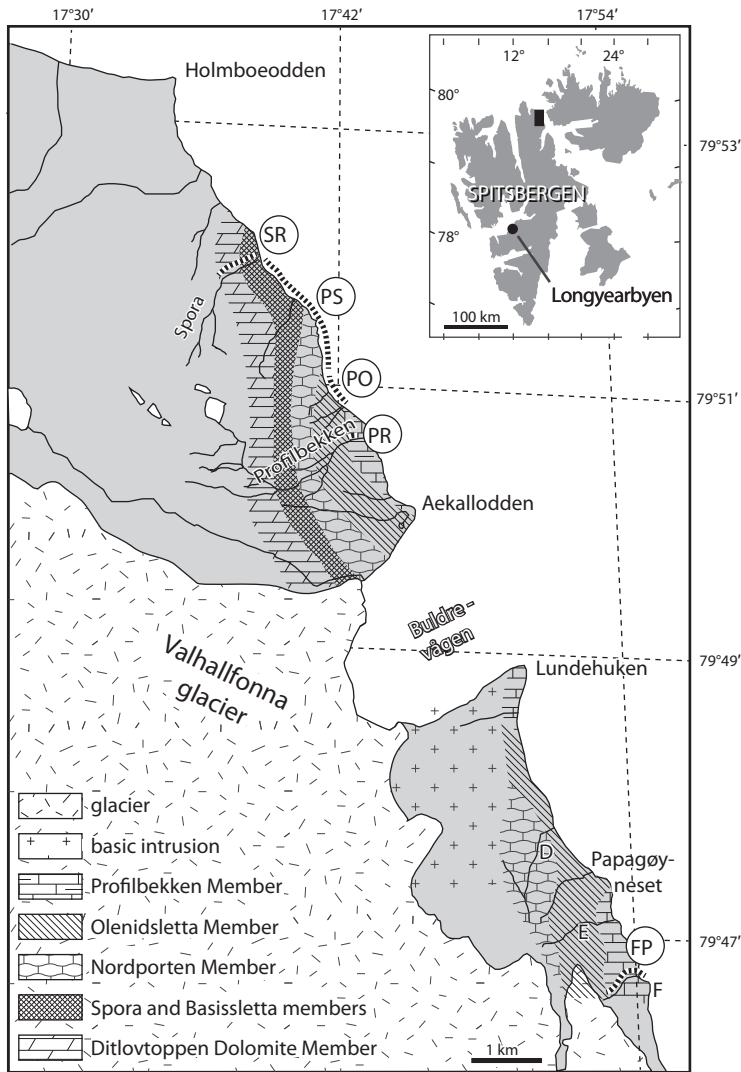 17°30′ 17°42′ 17°54′
Holmboeodden
12° 24°
80°
79°53′
SPITSBERGEN
78°
Longyearbyen
100 km
SR
PS
Spora
PO
79°51′
PR
Profilbekken
Aekallodden
Buldre-
vågen
79°49′
Lundehuken
Valhallfonna
glacier
glacier
basic intrusion
D
Papagøy-
neset
Profilbekken Member
Olenidsletta Member
E
FP
79°47′
Nordporten Member
F
Spora and Basissletta members
Ditlovtoppen Dolomite Member
1 km